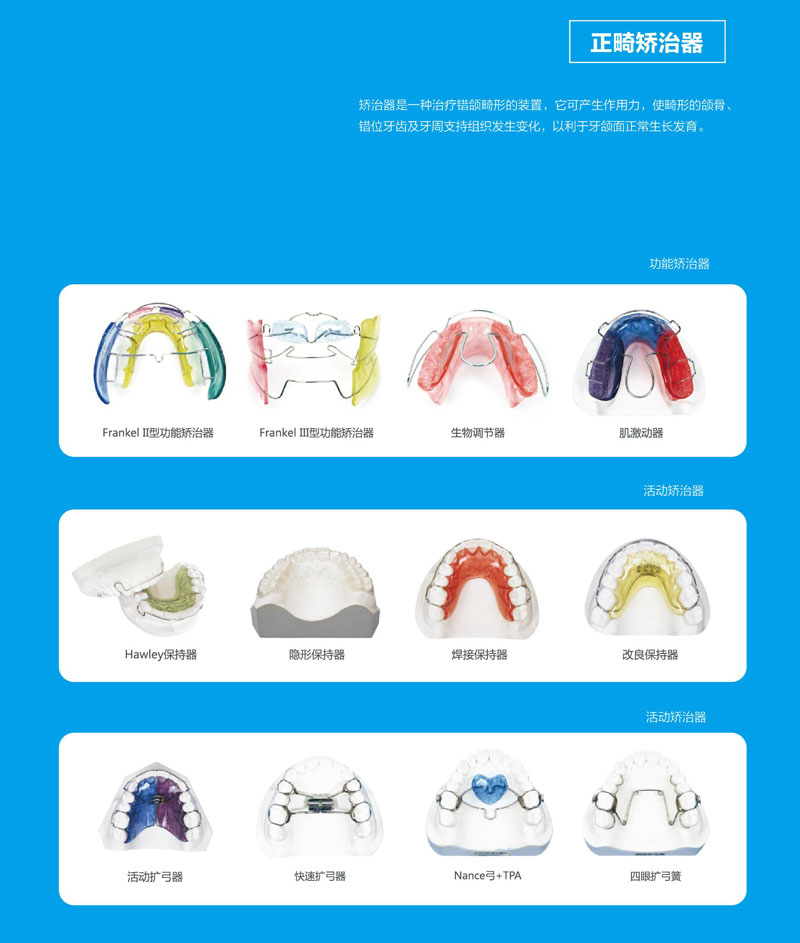 正畸矫治器
矫治器是一种治疗错颌畸形的装置，它可产生作用力，使畸形的颌骨、
错位牙齿及牙周支持组织发生变化，以利于牙颌面正常生长发育。
功能矫治器
Frankel II型功能矫治器
Frankel III型功能矫治器
生物调节器
肌激动器
活动矫治器
Hawley保持器
隐形保持器
焊接保持器
改良保持器
活动矫治器
活动扩弓器
快速扩弓器
Nance弓+TPA
四眼扩弓簧